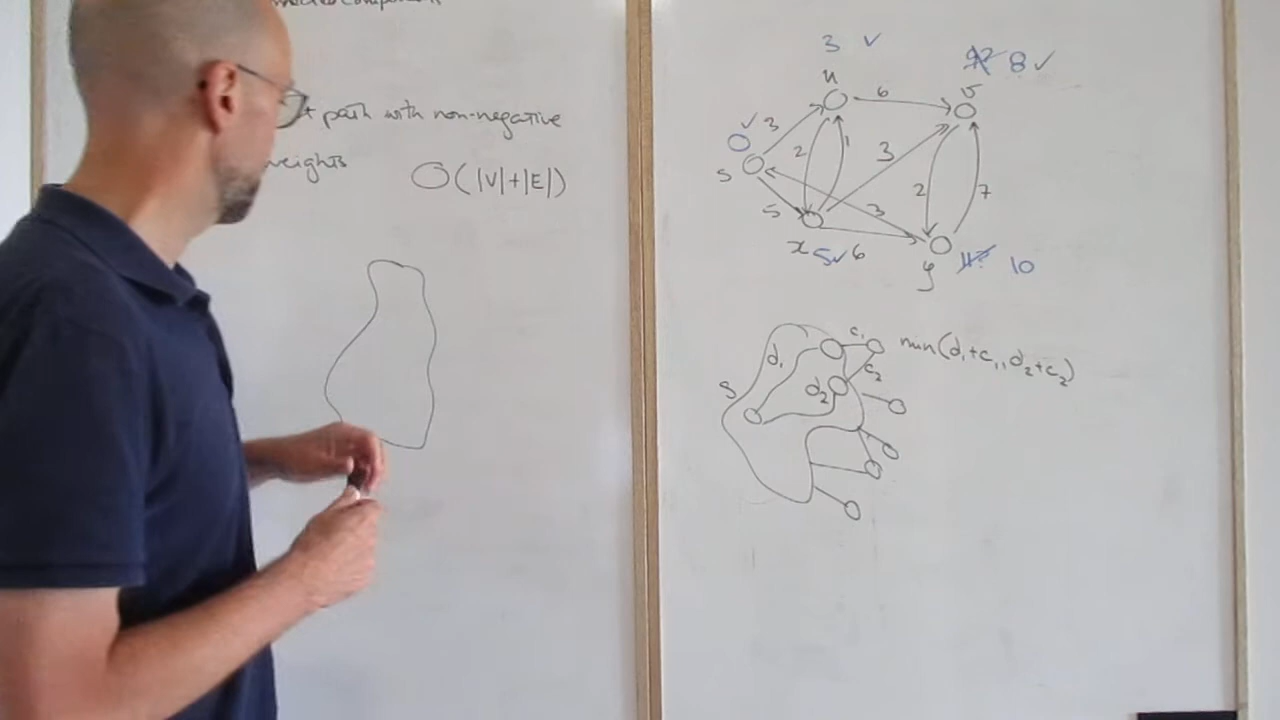 path with non-negative
weights
O(|V|+|E|)
3 ✓
8 ✓
u
v
6
✓ 3
0
2
1
3
s
2
7
5
3
x
5✓
6
y
10
c₁
min(d₁+c₁, d₂+c₂)
d₁
c₂
s
d₂